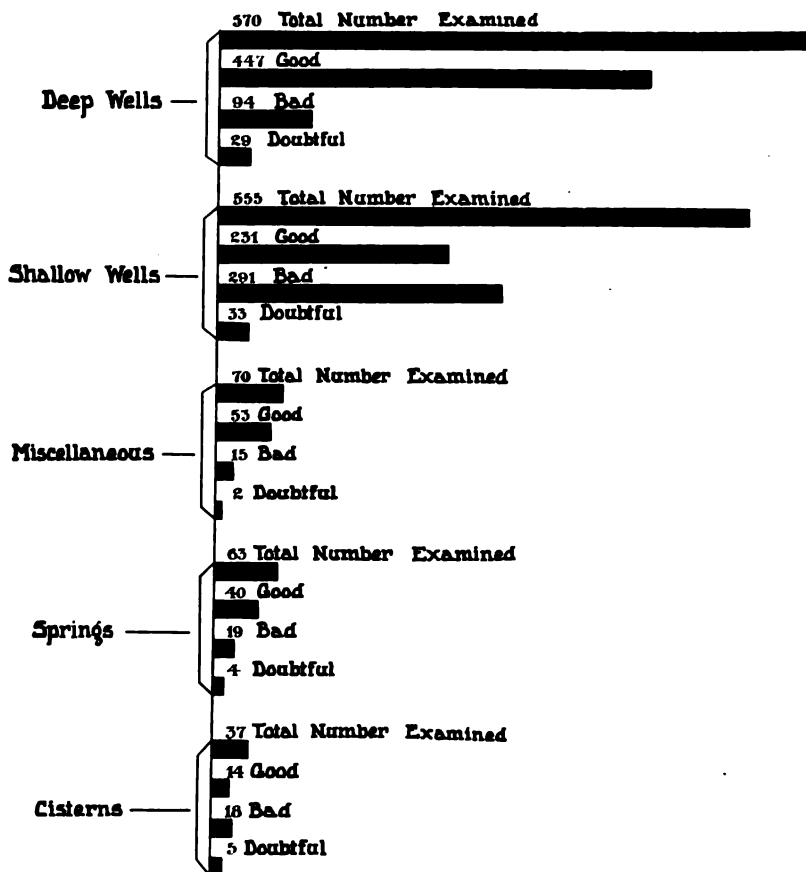 570 Total Number Examined
447 Good
Deep Wells
94 Bad
29 Doubtful
555 Total Number Examined
231 Good
Shallow Wells
291 Bad
33 Doubtful
70 Total Number Examined
53 Good
Miscellaneous
15 Bad
2 Doubtful
63 Total Number Examined
40 Good
Springs
19 Bad
4 Doubtful
37 Total Number Examined
14 Good
Cisterns
18 Bad
5 Doubtful